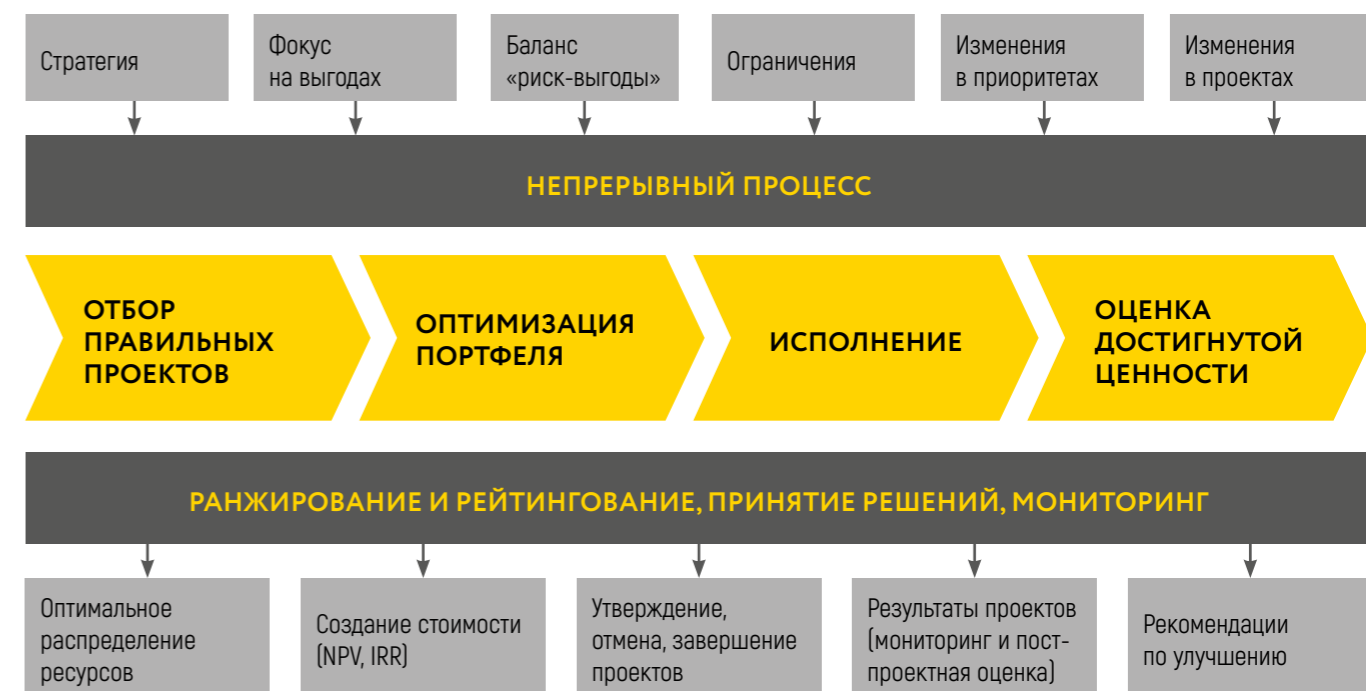 Стратегия
Фокус
на выгодах
Баланс
«риск-выгоды»
Ограничения
Изменения
в приоритетах
Изменения
в проектах
НЕПРЕРЫВНЫЙ ПРОЦЕСС
ОТБОР
ПРАВИЛЬНЫХ
ПРОЕКТОВ
ОПТИМИЗАЦИЯ
ПОРТФЕЛЯ
ИСПОЛНЕНИЕ
ОЦЕНКА
ДОСТИГНУТОЙ
ЦЕННОСТИ
РАНЖИРОВАНИЕ И РЕЙТИНГОВАНИЕ, ПРИНЯТИЕ РЕШЕНИЙ, МОНИТОРИНГ
Оптимальное
распределение
ресурсов
Создание стоимости
(NPV, IRR)
Утверждение,
отмена, завершение
проектов
Результаты проектов
(мониторинг и пост-
проектная оценка)
Рекомендации
по улучшению